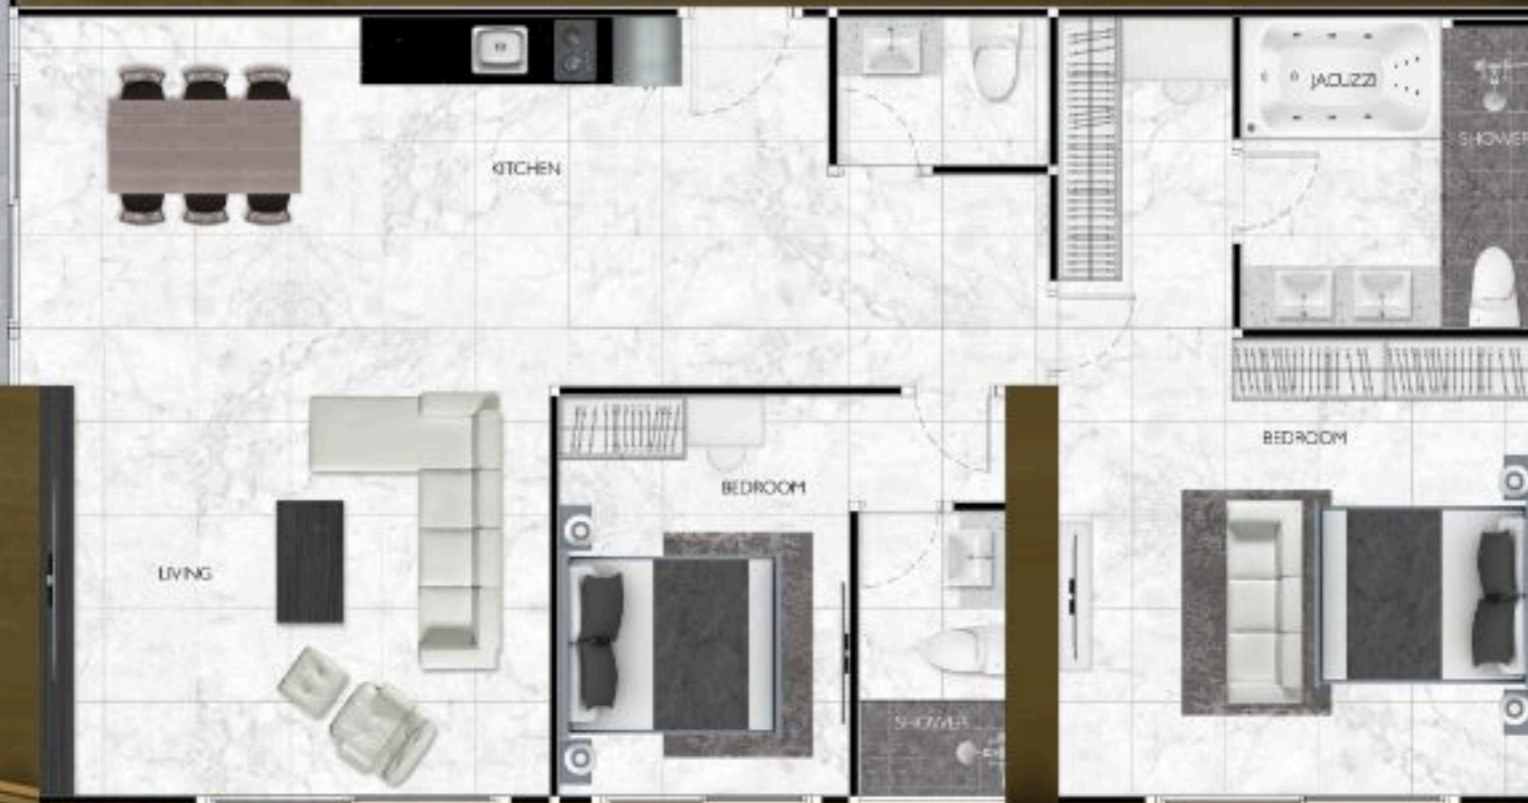 JACUZZI
SHOWER
KITCHEN
BEDROOM
BEDROOM
LIVING
SHOWER